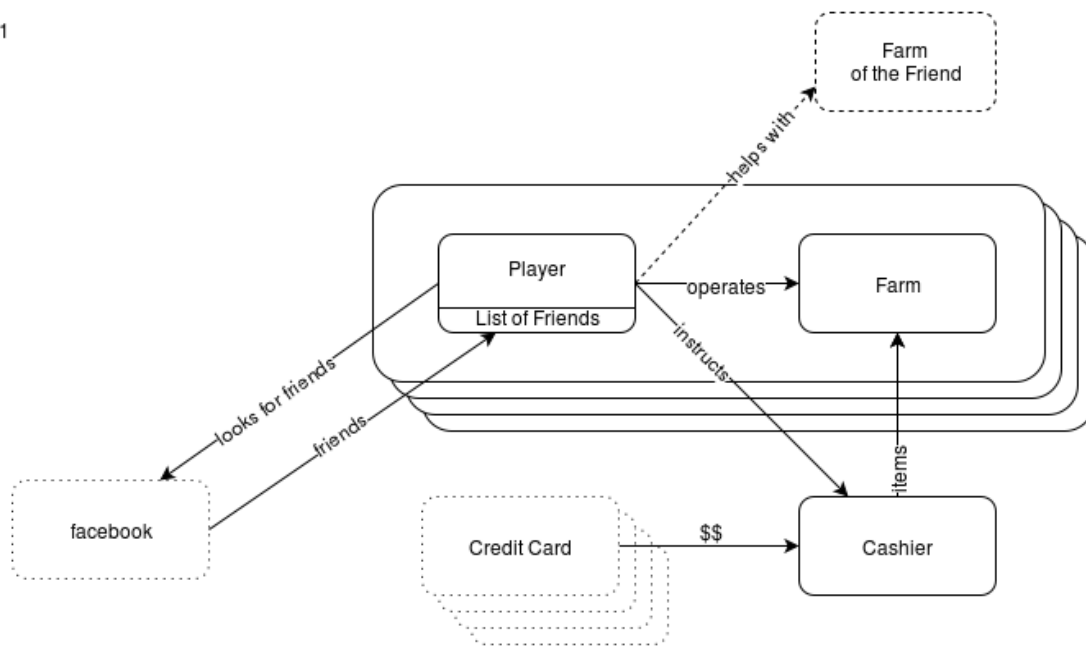 1
Farm
of the Friend
helps with
Player
List of Friends
operates
Farm
instructs
looks for friends
friends
items
facebook
Credit Card
$$
Cashier